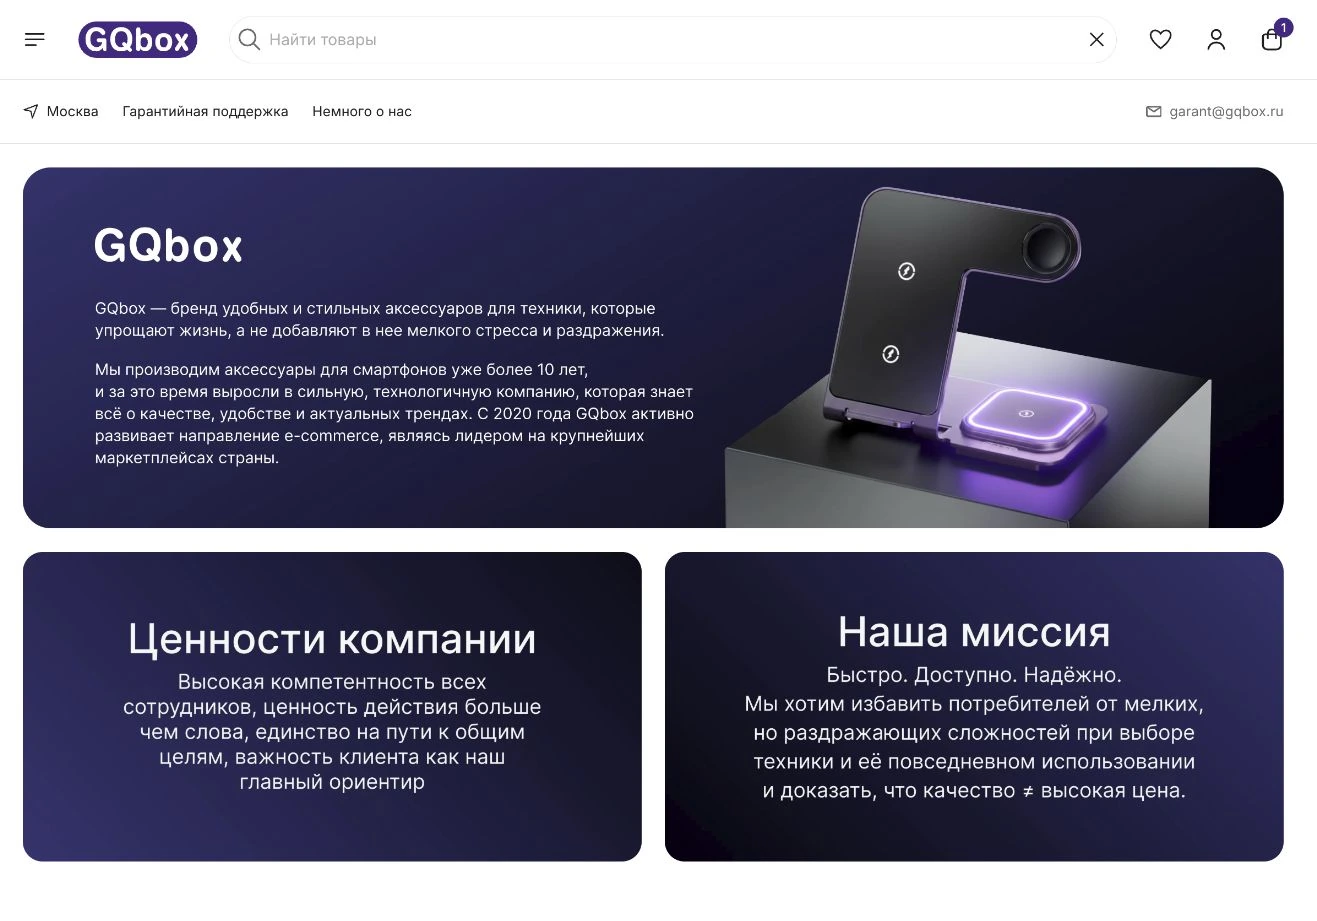 GQbox
Найти товары
1
Москва
Гарантийная поддержка
Немного о нас
garant@gqbox.ru
GQbox
GQbox — бренд удобных и стильных аксессуаров для техники, которые
упрощают жизнь, а не добавляют в нее мелкого стресса и раздражения.
Мы производим аксессуары для смартфонов уже более 10 лет,
и за это время выросли в сильную, технологичную компанию, которая знает
всё о качестве, удобстве и актуальных трендах. С 2020 года GQbox активно
развивает направление e-commerce, являясь лидером на крупнейших
маркетплейсах страны.
Ценности компании
Высокая компетентность всех
сотрудников, ценность действия больше
чем слова, единство на пути к общим
целям, важность клиента как наш
главный ориентир
Наша миссия
Быстро. Доступно. Надёжно.
Мы хотим избавить потребителей от мелких,
но раздражающих сложностей при выборе
техники и её повседневном использовании
и доказать, что качество ≠ высокая цена.